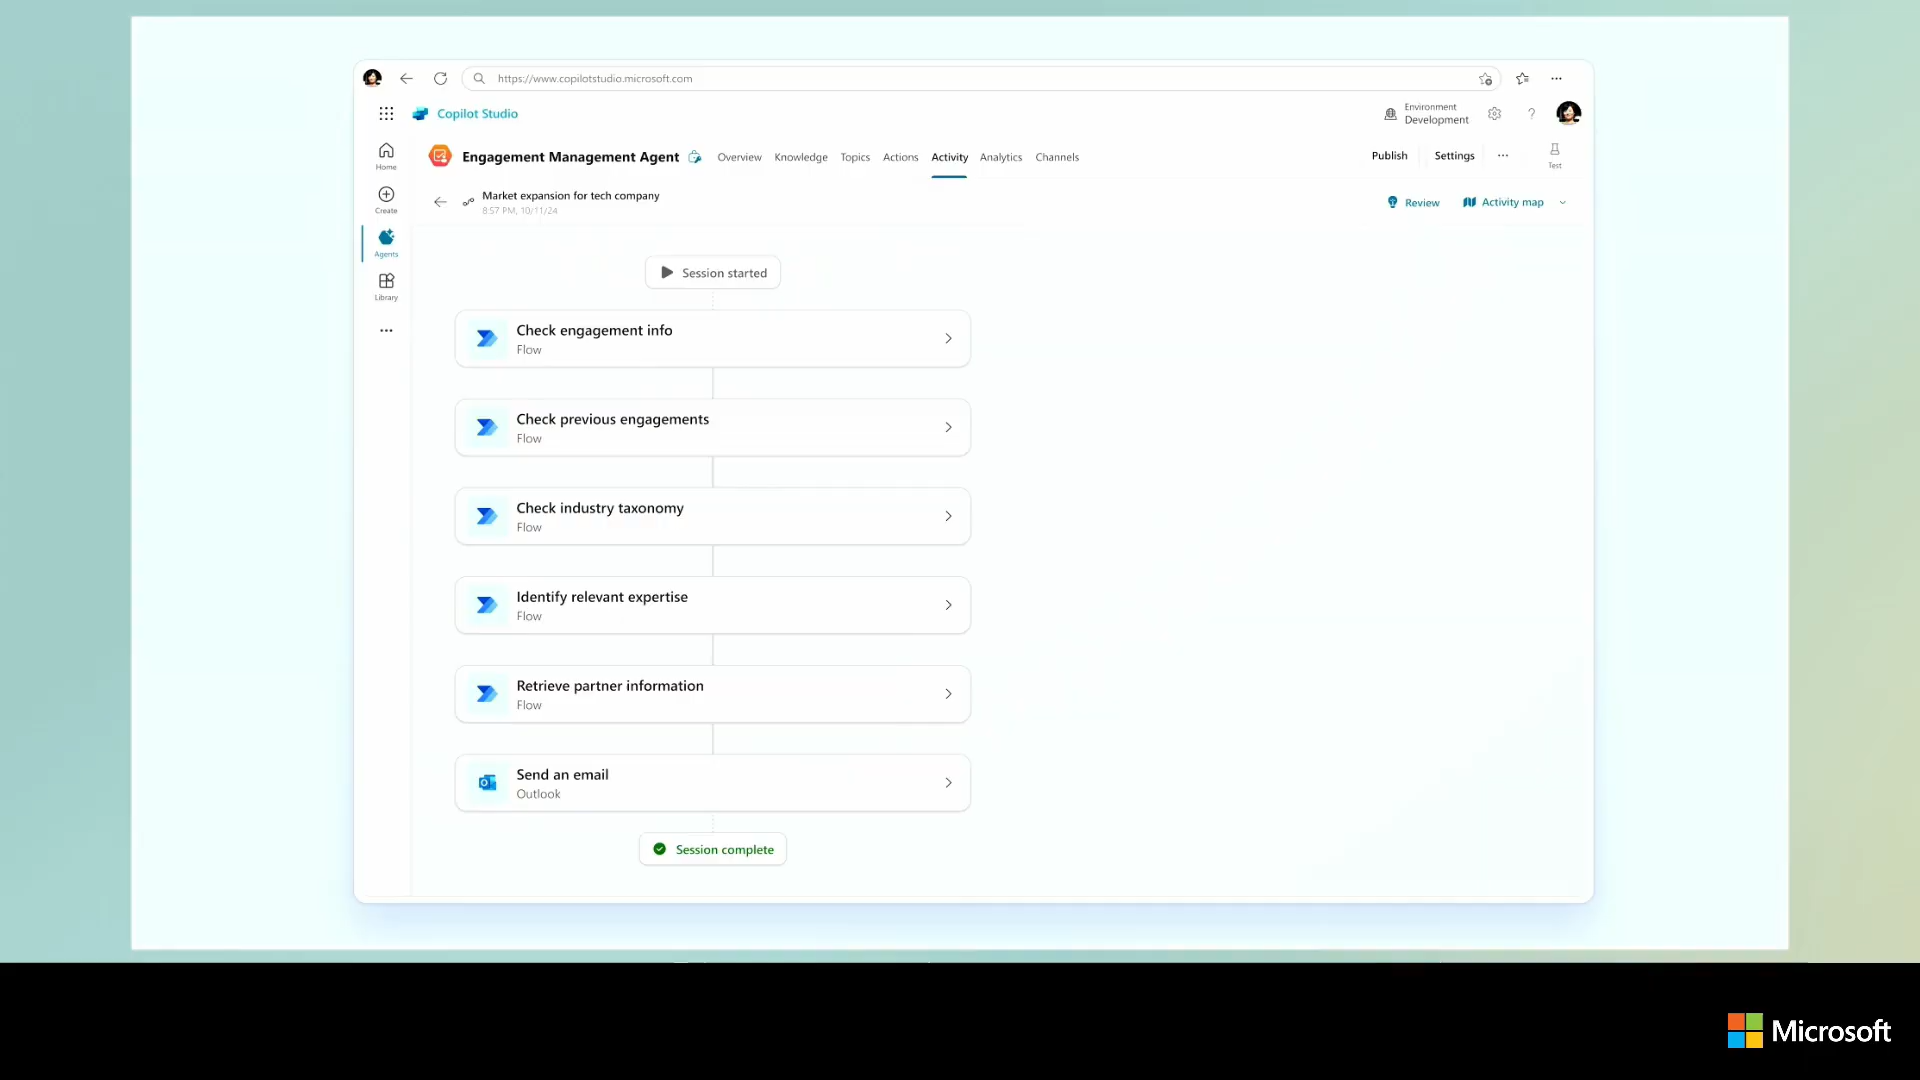 https://www.copilotstudio.microsoft.com
Copilot Studio
Environment
Development
?
Home
Create
Agents
Library
Engagement Management Agent
Overview
Knowledge
Topics
Actions
Activity
Analytics
Channels
Publish
Settings
Test
Market expansion for tech company
8:57 PM, 10/11/24
Review
Activity map
Session started
Check engagement info
Flow
Check previous engagements
Flow
Check industry taxonomy
Flow
Identify relevant expertise
Flow
Retrieve partner information
Flow
Send an email
Outlook
Session complete
Microsoft